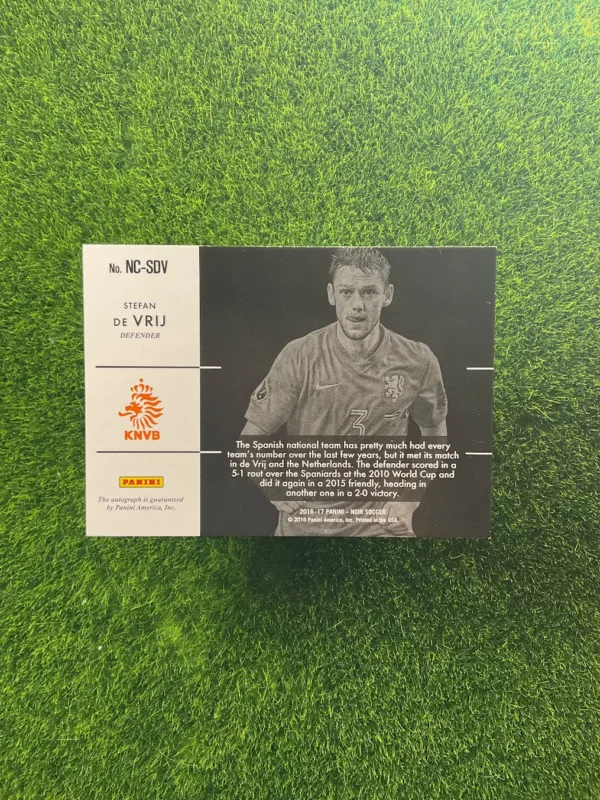 No. NC-SDV
STEFAN
DE VRIJ
DEFENDER
KNVB
PANINI
The autograph is guaranteed
by Panini America, Inc.
3
The Spanish national team has pretty much had every
team's number over the last few years, but it met its match
in de Vrij and the Netherlands. The defender scored in a
5-1 rout over the Spaniards at the 2010 World Cup and
did it again in a 2015 friendly, heading in
another one in a 2-0 victory.
2016-17 PANINI – NOIR SOCCER
© 2016 Panini America, Inc. Printed in the USA.